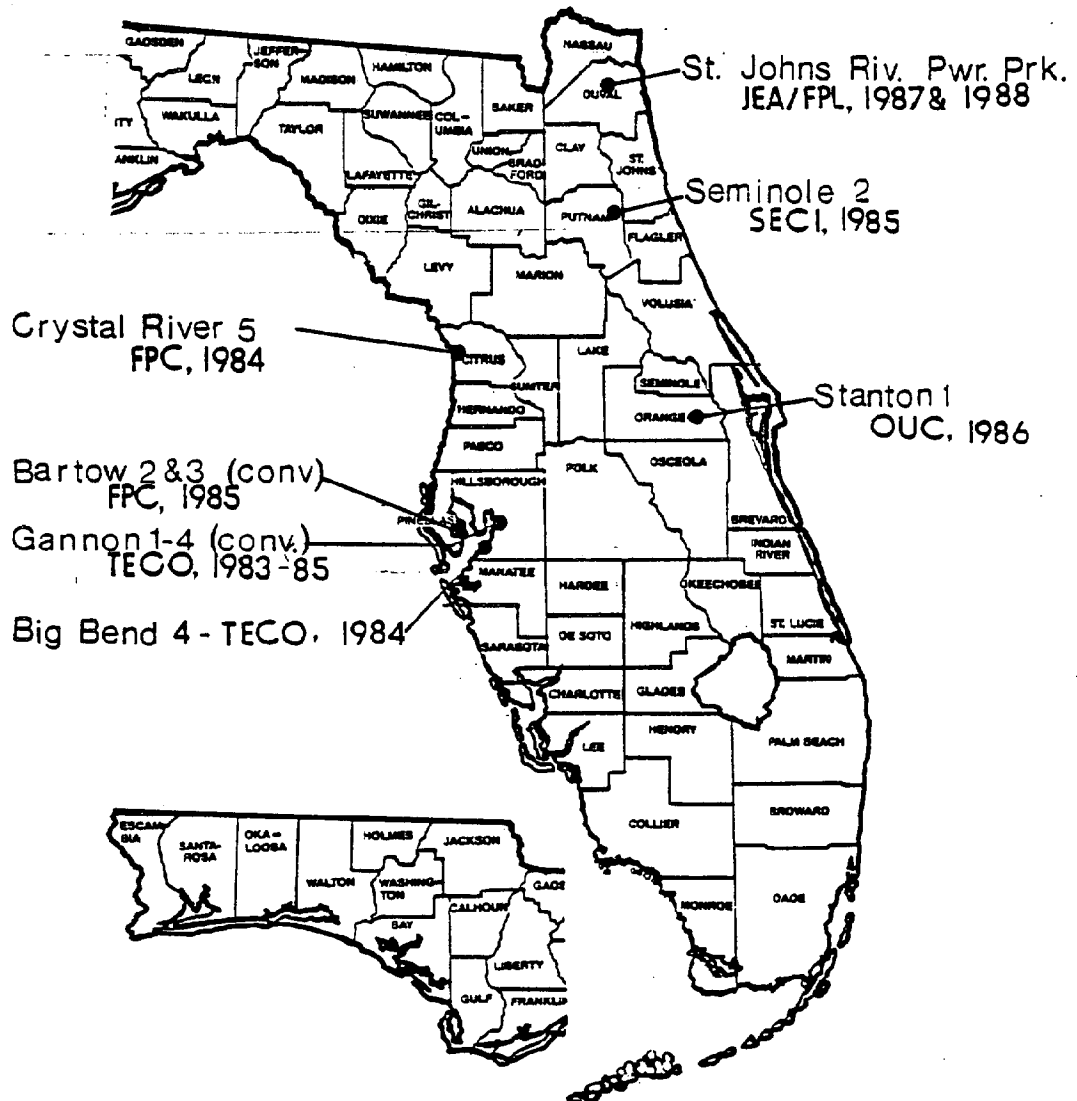 NASSAU
GADSDEN
LEON
JEFFER-
SON
MADISON
HAMILTON
St. Johns Riv. Pwr. Prk.
JEA/FPL, 1987 & 1988
DUVAL
BAKER
WAKULLA
TAYLOR
SUWANNEE
COL-
UMBIA
ITY
ANKLIN
UNION
BRAD-
FORD
CLAY
ST.
JOHNS
LAFAYETTE
Seminole 2
SECI, 1985
DIXIE
GIL-
CHRIST
ALACHUA
PUTNAM
FLAGLER
LEVY
MARION
VOLUSIA
Crystal River 5
FPC, 1984
CITRUS
LAKE
SUMTER
SEMINOLE
Stanton 1
OUC, 1986
HERNANDO
ORANGE
PASCO
POLK
OSCEOLA
Bartow 2&3 (conv)
FPC, 1985
HILLSBOROUGH
PINELLAS
BREVARD
Gannon 1-4 (conv.)
TECO, 1983-85
INDIAN
RIVER
MANATEE
HARDEE
OKEECHOBEE
Big Bend 4 - TECO, 1984
HIGHLANDS
ST. LUCIE
SARASOTA
DE SOTO
MARTIN
CHARLOTTE
GLADES
LEE
HENDRY
PALM BEACH
COLLIER
BROWARD
MONROE
DADE
ESCAM-
BIA
SANTA-
ROSA
OKA-
LOOSA
HOLMES
JACKSON
WALTON
WASHING-
TON
GADS
BAY
CALHOUN
LIBERTY
GULF
FRANKLIN